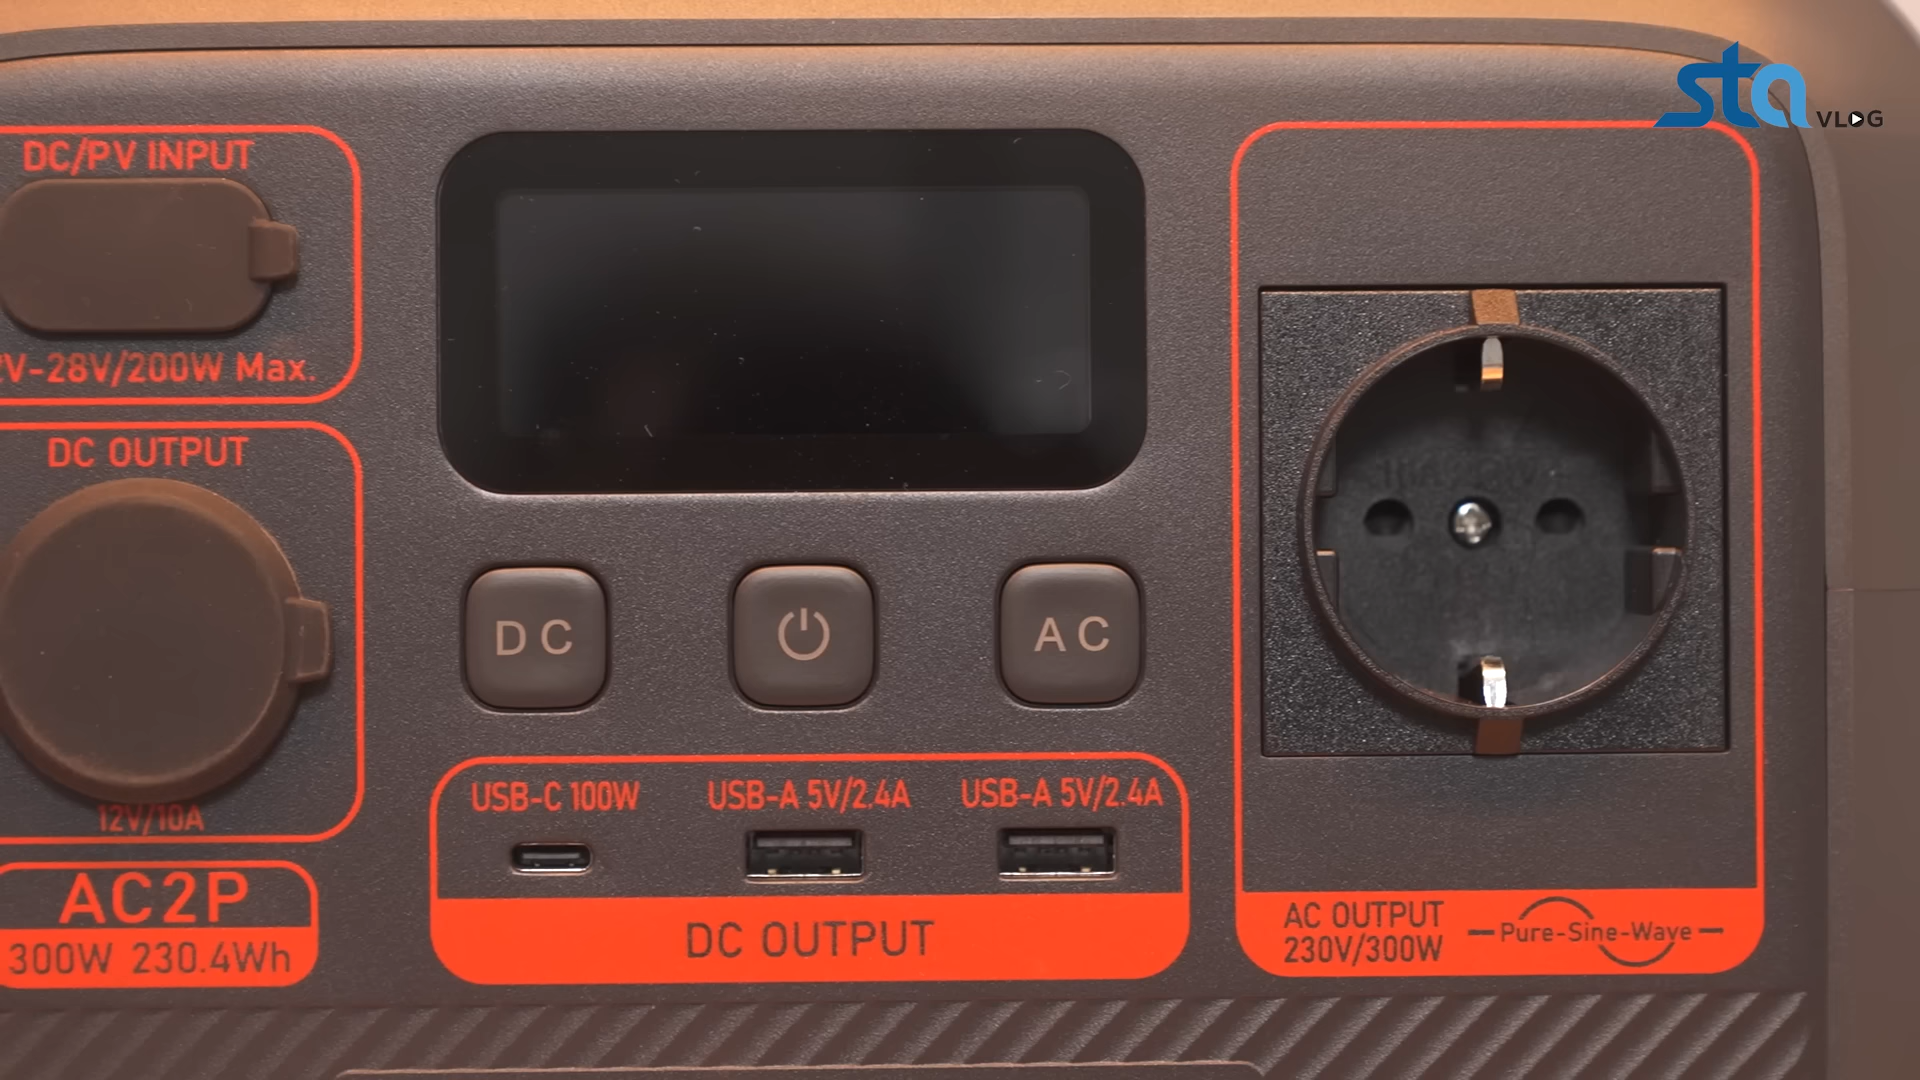 sta VLOG
DC/PV INPUT
V-28V/200W Max.
DC OUTPUT
12V/10A
AC2P
300W 230.4Wh
DC
AC
USB-C 100W
USB-A 5V/2.4A
USB-A 5V/2.4A
DC OUTPUT
AC OUTPUT
230V/300W
Pure-Sine-Wave